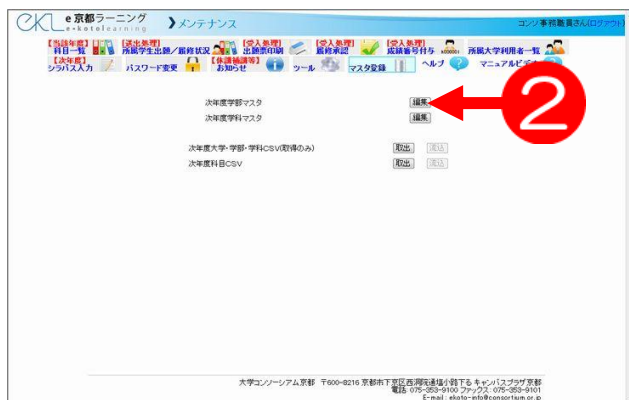 e京都ラーニング
e-kotolearning
メンテナンス
コンソ事務職員さん(ログアウト)
【当該年度】
科目一覧
【送出処理】
所属学生出願/履修状況
【受入処理】
出願票印刷
【受入処理】
履修承認
【受入処理】
成績番号付与
所属大学利用者一覧
【次年度】
シラバス入力
パスワード変更
【休講補講等】
お知らせ
ツール
マスタ登録
ヘルプ
マニュアルビデオ
次年度学部マスタ
編集
2
次年度学科マスタ
編集
次年度大学・学部・学科CSV(取得のみ)
取出
流込
次年度科目CSV
取出
流込
大学コンソーシアム京都 〒600-8216 京都市下京区西洞院通塩小路下る キャンパスプラザ京都
電話:075-353-9100 ファックス:075-353-9101
E-mail:ekoto-info@consortium.or.jp